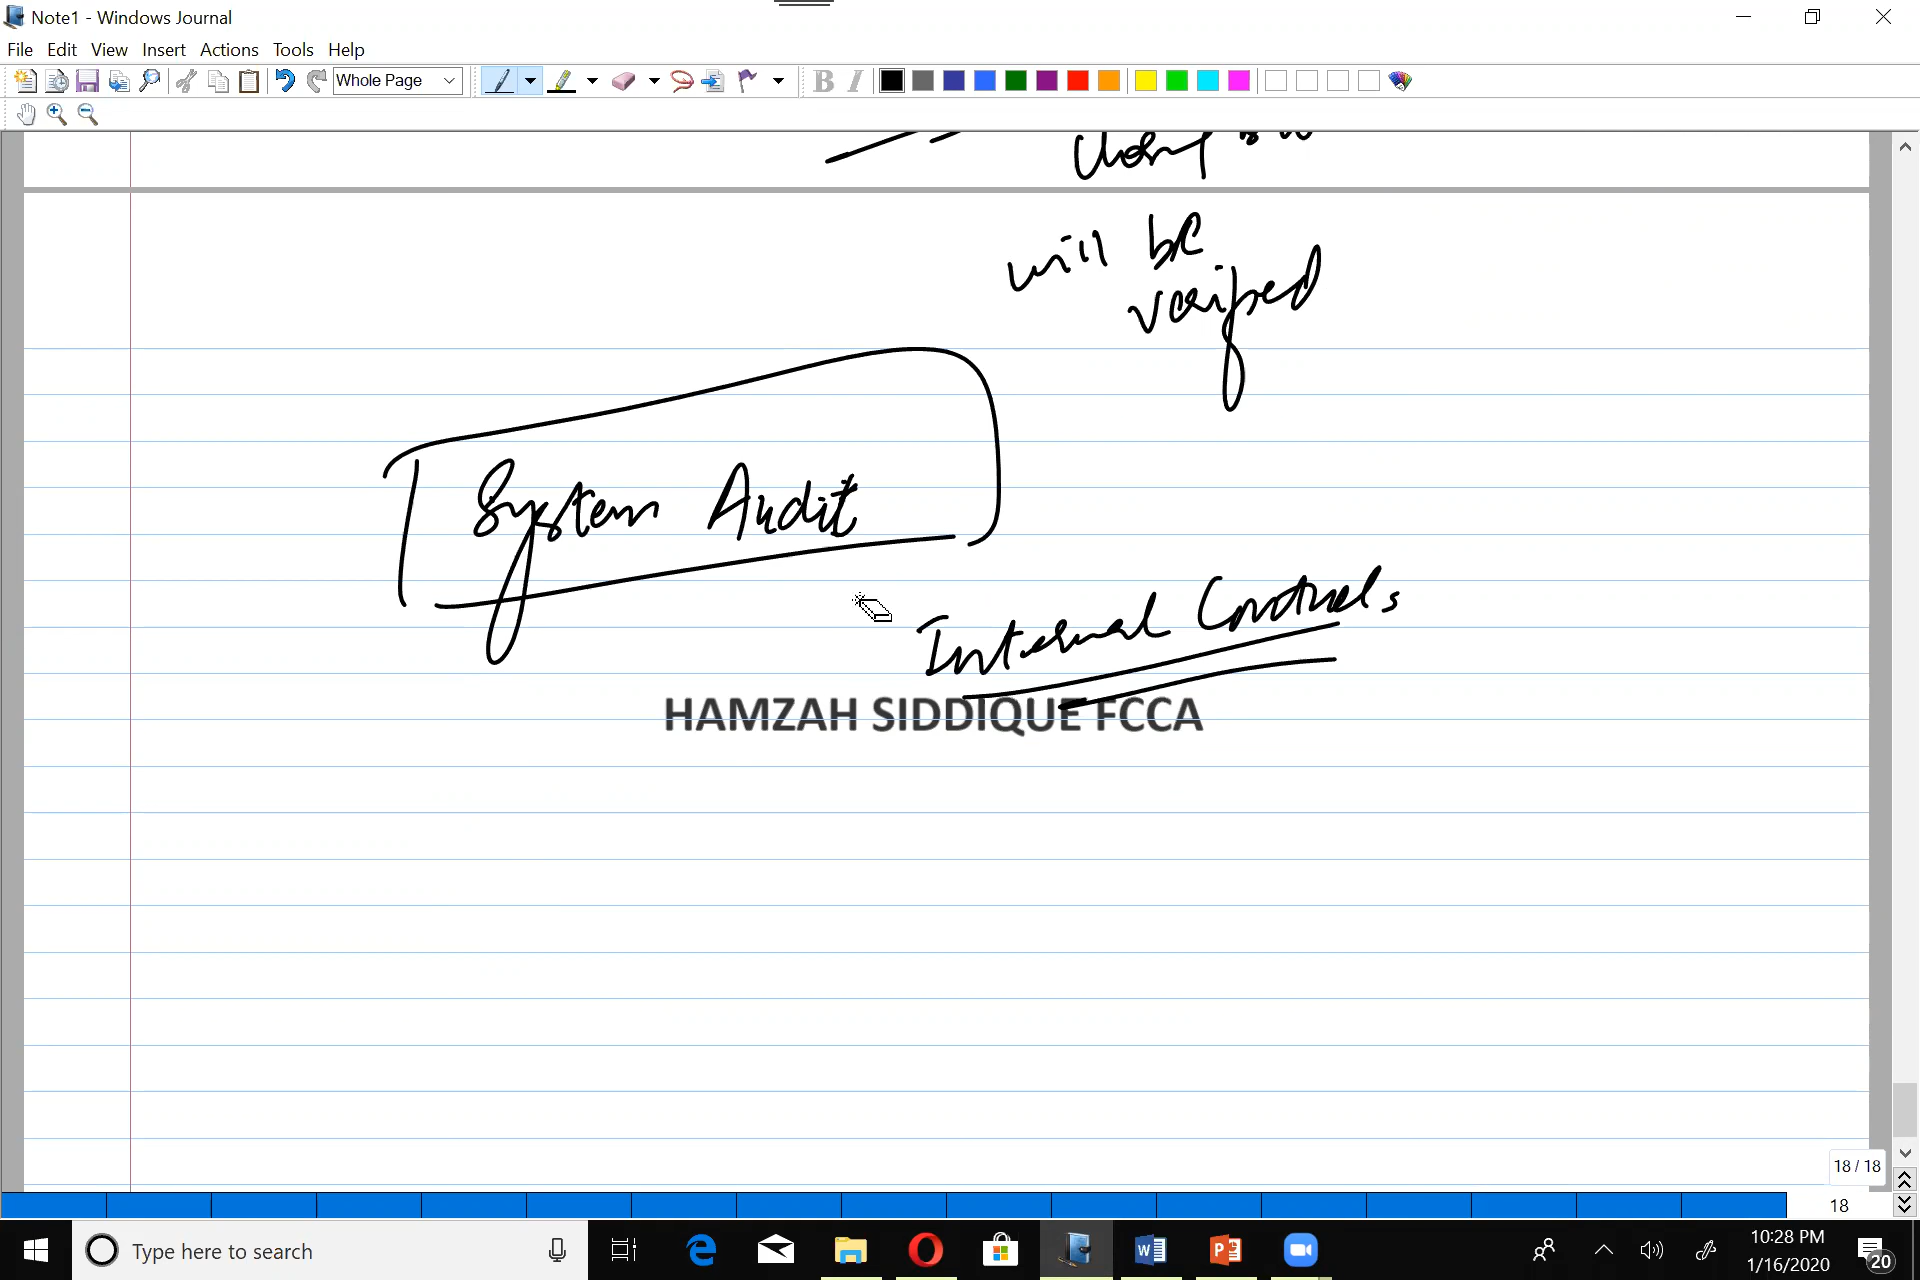 Note1 - Windows Journal
File Edit View Insert Actions Tools Help
Whole Page
B I
will be
verified
System Audit
Internal Controls
HAMZAH SIDDIQUE FCCA
18 / 18
18
Type here to search
10:28 PM
1/16/2020
20